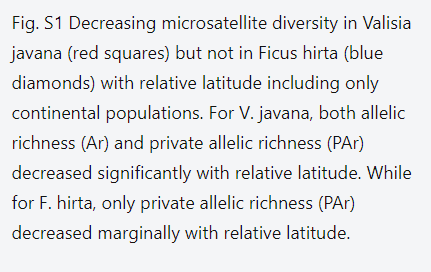 Fig. S1 Decreasing microsatellite diversity in Valisia
javana (red squares) but not in Ficus hirta (blue
diamonds) with relative latitude including only
continental populations. For V. javana, both allelic
richness (Ar) and private allelic richness (PAr)
decreased significantly with relative latitude. While
for F. hirta, only private allelic richness (PAr)
decreased marginally with relative latitude.